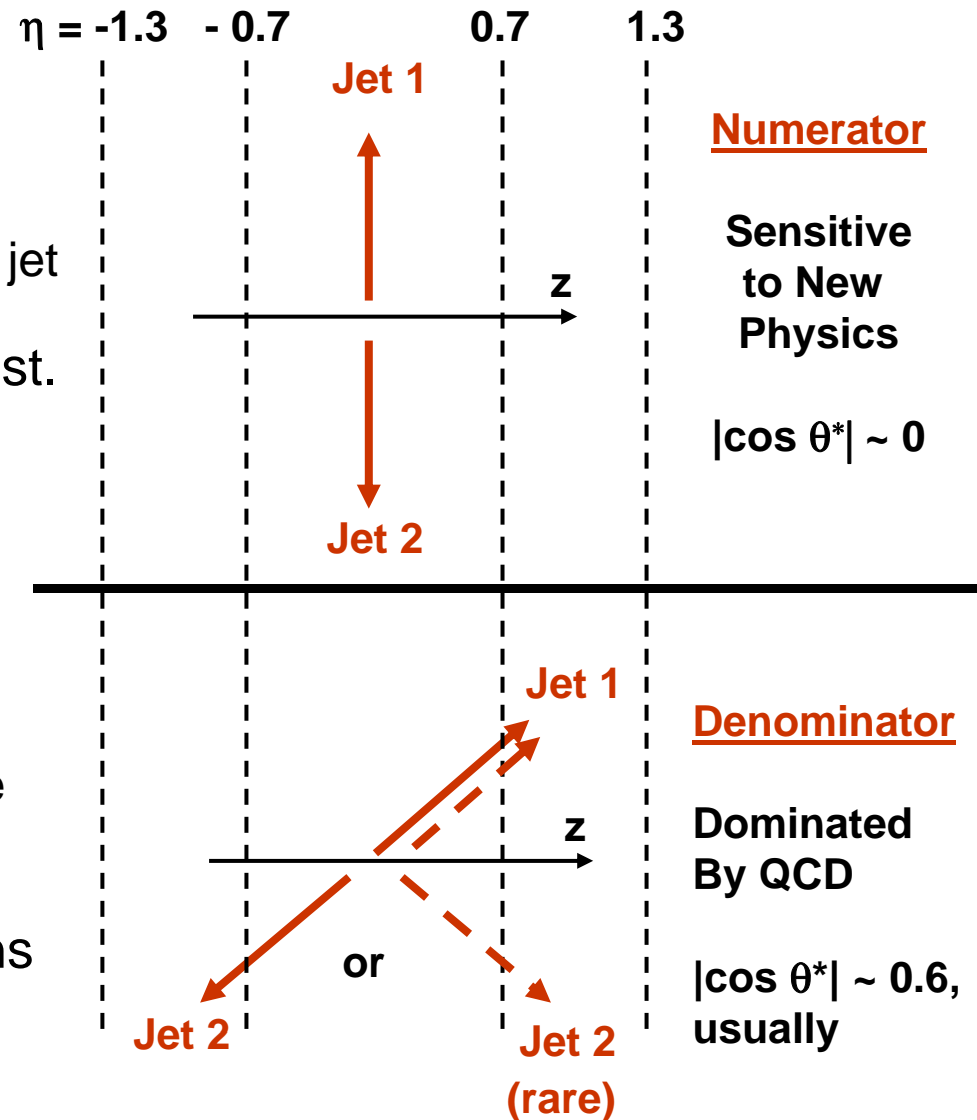 η = -1.3 - 0.7 0.7 1.3
Jet 1
Numerator
Sensitive
to New
Physics
|cos θ*| ~ 0
jet
z
st.
Jet 2
Jet 1
Denominator
e
z
Dominated
By QCD
ns
or
|cos θ*| ~ 0.6,
usually
Jet 2
Jet 2
(rare)